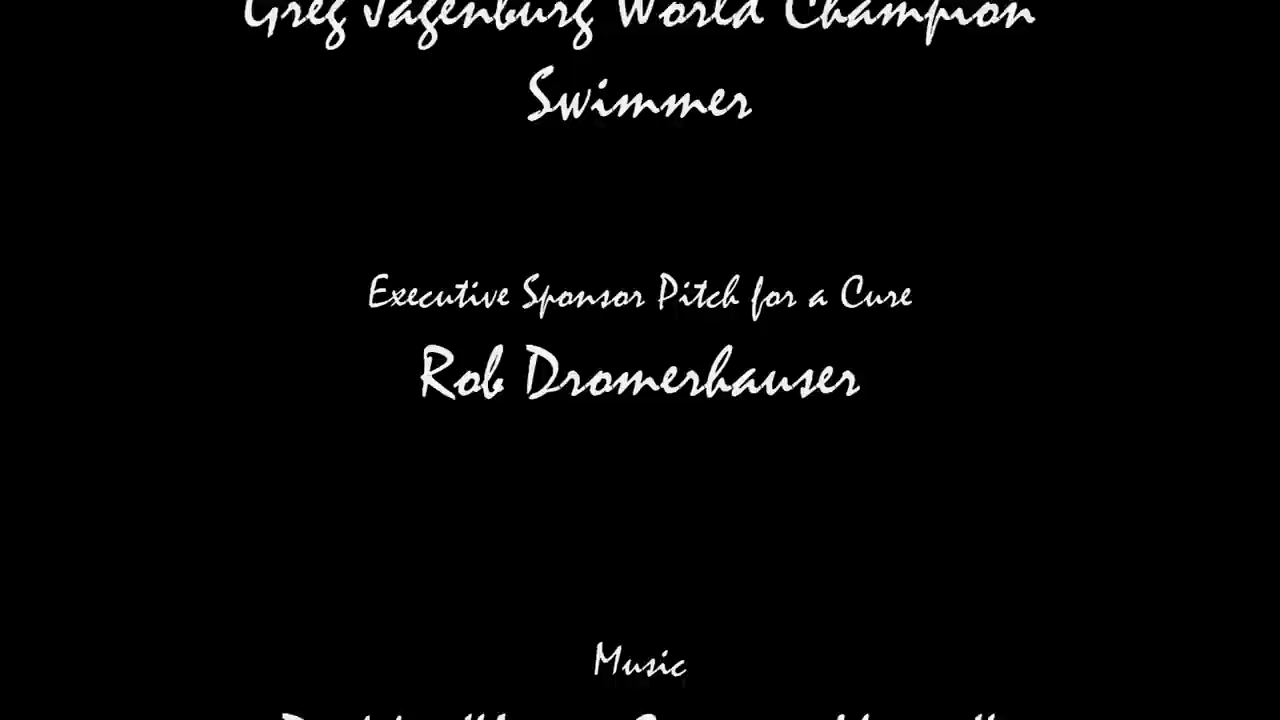 Greg Jagenburg World Champion
Swimmer
Executive Sponsor Pitch for a Cure
Rob Dromerhauser
Music